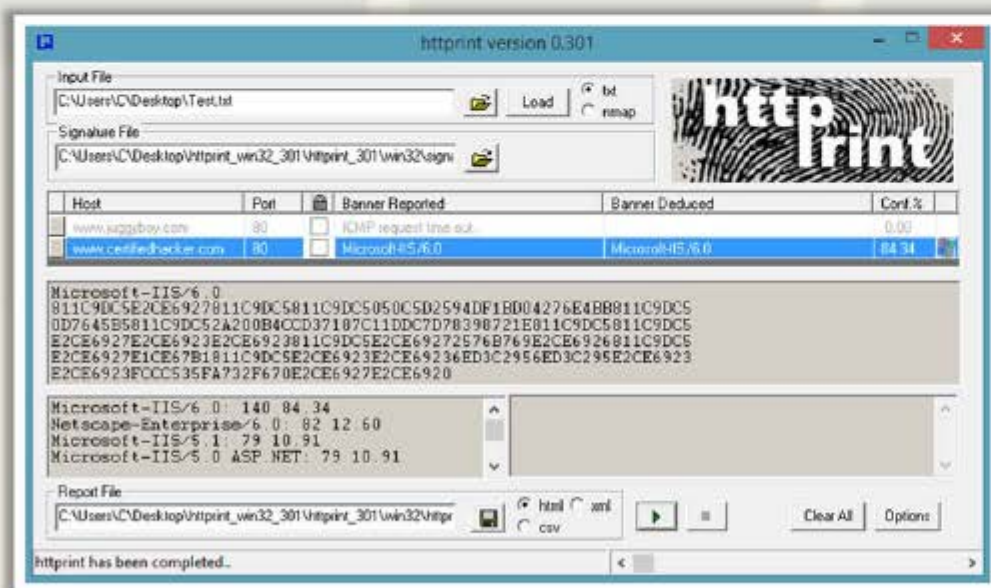 httprint version 0.301
Input File
C:\Users\C\Desktop\Test.txt
Load
txt
nmap
http
print
Signature File
C:\Users\C\Desktop\httprint_win32_301\httprint_301\win32\signa
Host Port Banner Reported Banner Deduced Conf.%
www.juggyboy.com 80 ICMP request time out. 0.00
www.certifiedhacker.com 80 Microsoft-IIS/6.0 Microsoft-IIS/6.0 84.34
Microsoft-IIS/6.0
811C9DC5E2CE6927811C9DC5811C9DC5050C5D2594DF1BD04276E4BB811C9DC5
0D7645B5811C9DC52A200B4CCD37187C11DDC7D78398721E811C9DC5811C9DC5
E2CE6927E2CE6923E2CE6923811C9DC5E2CE69272576B769E2CE6926811C9DC5
E2CE6927E1CE67B1811C9DC5E2CE6923E2CE69236ED3C2956ED3C295E2CE6923
E2CE6923FCCC535FA732F670E2CE6927E2CE6920
Microsoft-IIS/6.0: 140 84.34
Netscape-Enterprise/6.0: 82 12.60
Microsoft-IIS/5.1: 79 10.91
Microsoft-IIS/5.0 ASP.NET: 79 10.91
Report File
C:\Users\C\Desktop\httprint_win32_301\httprint_301\win32\httpr
html xml
csv
Clear All Options
httprint has been completed..